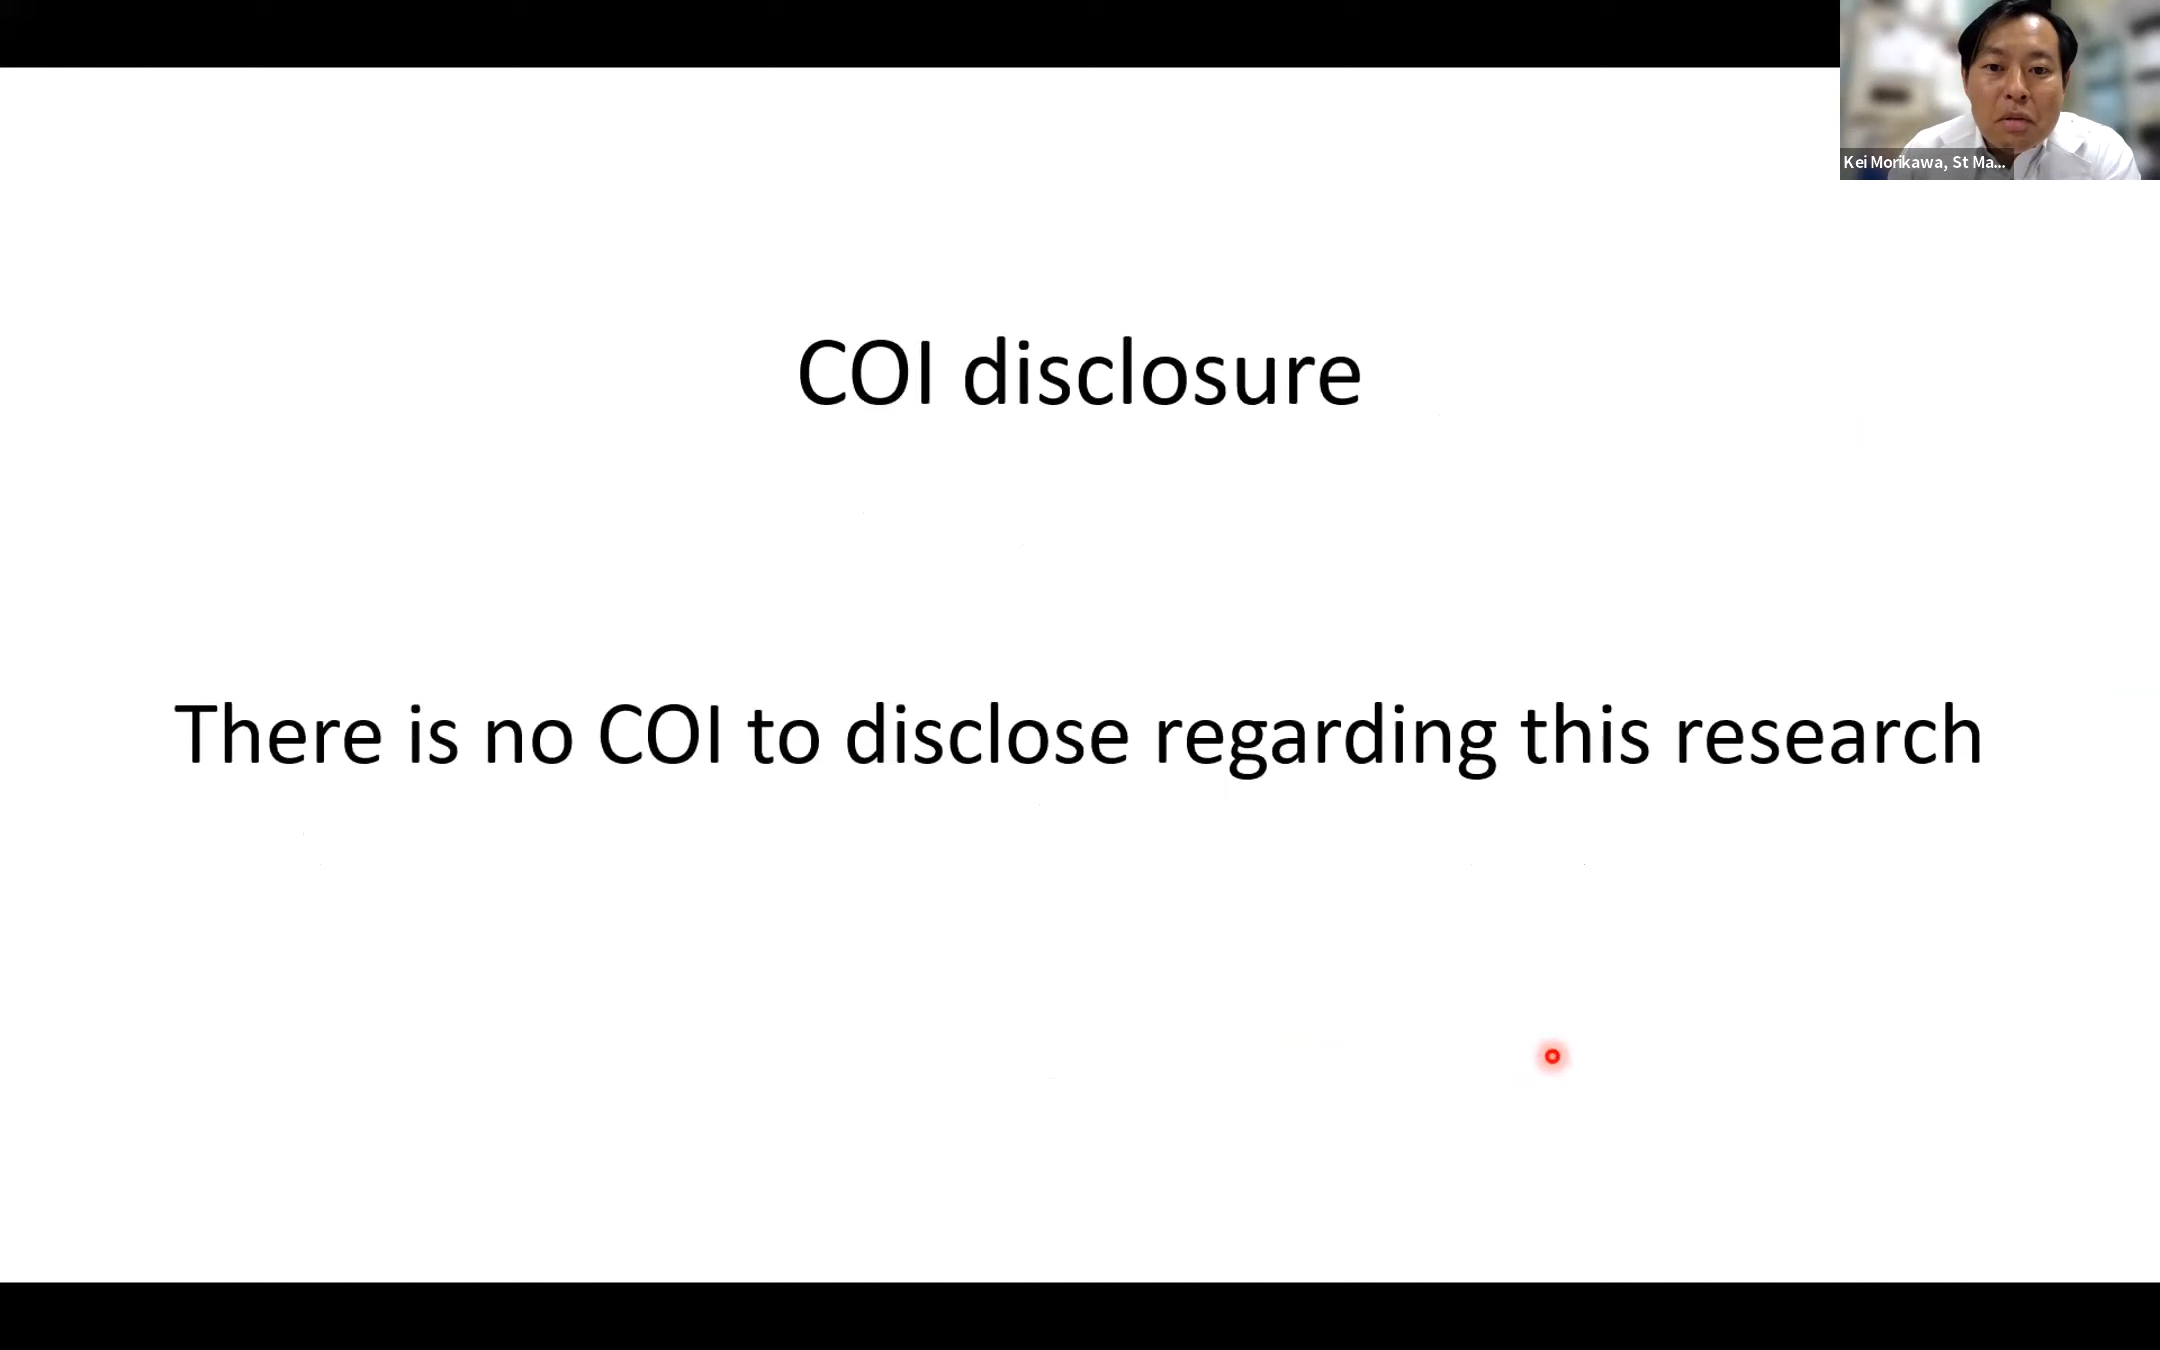 Kei Morikawa, St Ma...
COI disclosure
There is no COI to disclose regarding this research